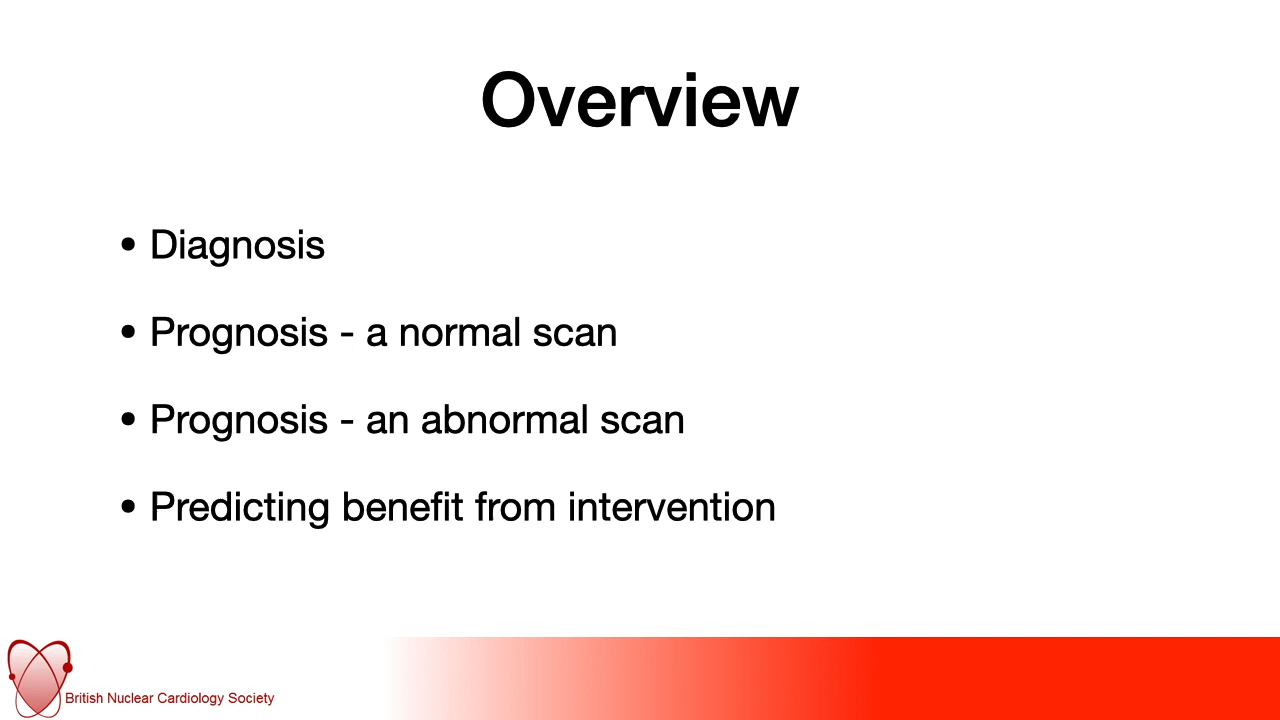 Overview
• Diagnosis
• Prognosis - a normal scan
• Prognosis - an abnormal scan
• Predicting benefit from intervention
British Nuclear Cardiology Society